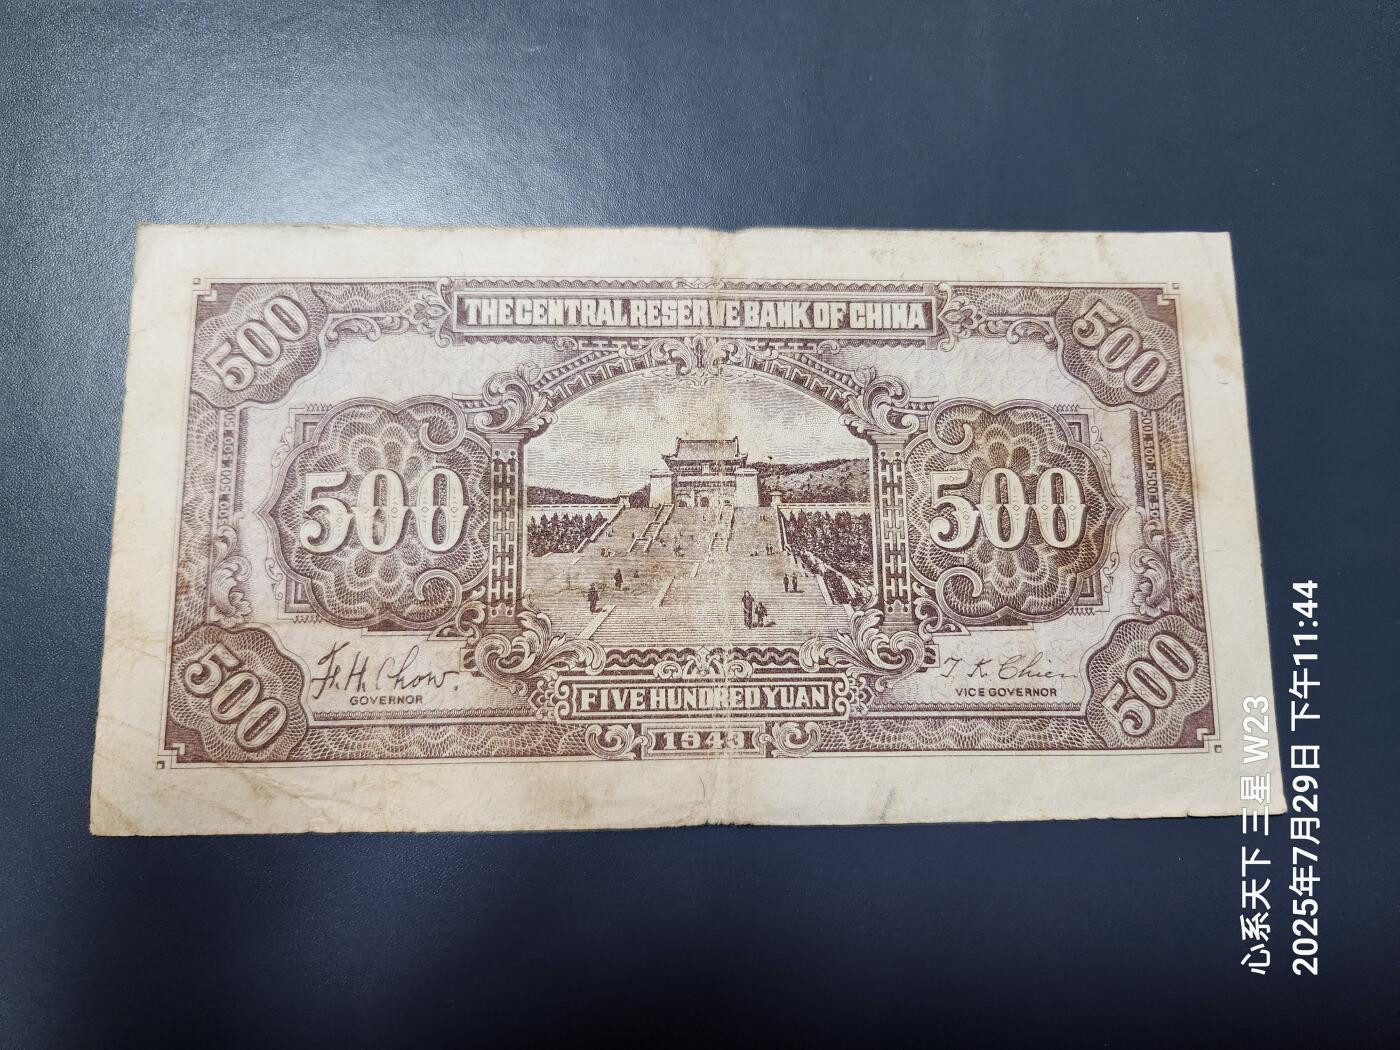 THE CENTRAL RESERVE BANK OF CHINA
500
500
500
500
F. H. Chow.
GOVERNOR
T. K. Chien
VICE GOVERNOR
FIVE HUNDRED YUAN
500
500
1943
心系天下 三星 W23
2025年7月29日 下午11:44